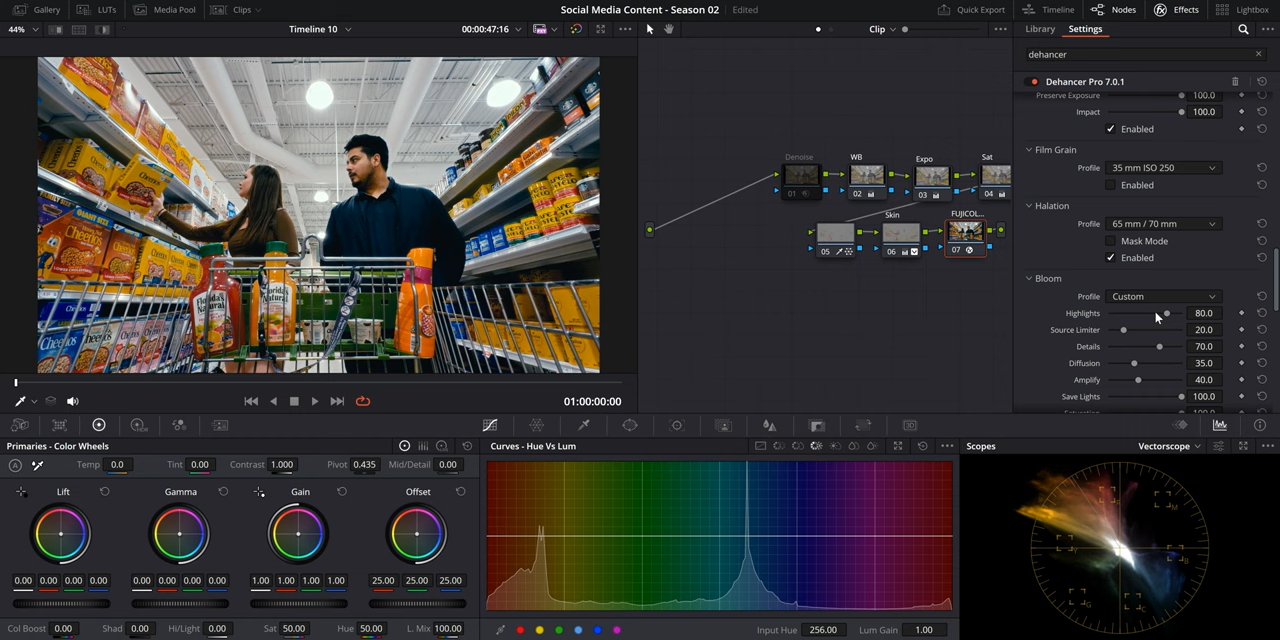 Gallery LUTs Media Pool Clips Social Media Content - Season 02 Edited Quick Export Timeline Nodes Effects Lightbox
44% Timeline 10 00:00:47:16 Clip Library Settings
dehancer
Dehancer Pro 7.0.1
Preserve Exposure 100.0
Impact 100.0
Enabled
Film Grain
Profile 35 mm ISO 250
Enabled
Halation
Profile 65 mm / 70 mm
Mask Mode
Enabled
Bloom
Profile Custom
Highlights 80.0
Source Limiter 20.0
Details 70.0
Diffusion 35.0
Amplify 40.0
Save Lights 100.0
Denoise WB Expo Sat
01 02 03 04
Skin FUJICOL...
05 06 07
Cheerios
GIANT SIZE
Cheerios
Florida's Natural
Florida's Natural
01:00:00:00
Primaries - Color Wheels
Temp 0.0 Tint 0.00 Contrast 1.000 Pivot 0.435 Mid/Detail 0.00
Lift Gamma Gain Offset
0.00 0.00 0.00 0.00 0.00 0.00 0.00 0.00 1.00 1.00 1.00 1.00 25.00 25.00 25.00
Col Boost 0.00 Shad 0.00 Hi/Light 0.00 Sat 50.00 Hue 50.00 L. Mix 100.00
Curves - Hue Vs Lum
Input Hue 256.00 Lum Gain 1.00
Scopes Vectorscope